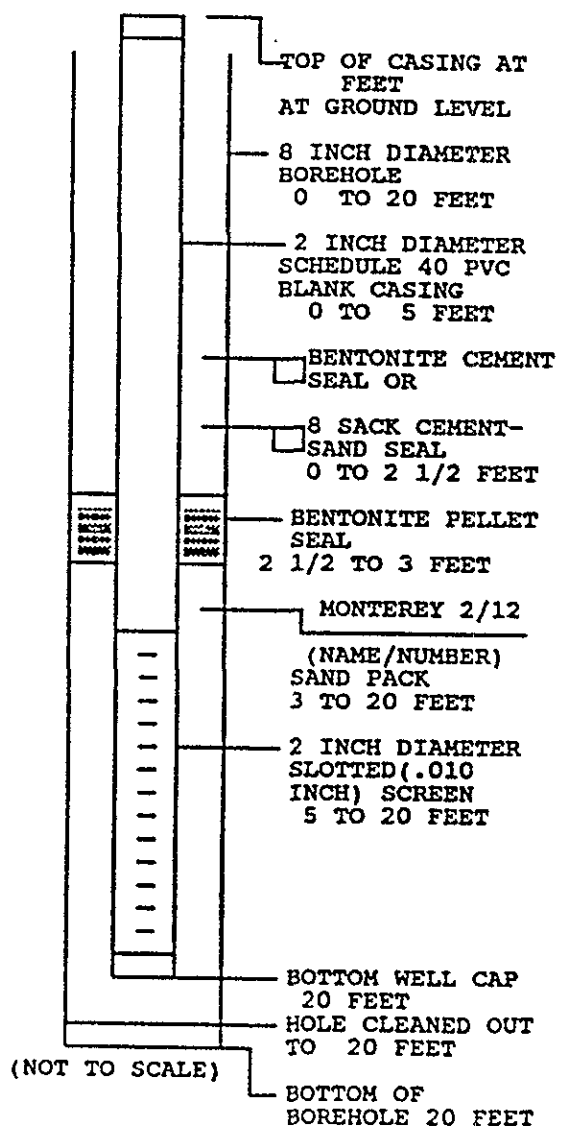 TOP OF CASING AT
FEET
AT GROUND LEVEL
8 INCH DIAMETER
BOREHOLE
0 TO 20 FEET
2 INCH DIAMETER
SCHEDULE 40 PVC
BLANK CASING
0 TO 5 FEET
BENTONITE CEMENT
SEAL OR
8 SACK CEMENT-
SAND SEAL
0 TO 2 1/2 FEET
BENTONITE PELLET
SEAL
2 1/2 TO 3 FEET
MONTEREY 2/12
(NAME/NUMBER)
SAND PACK
3 TO 20 FEET
2 INCH DIAMETER
SLOTTED(.010
INCH) SCREEN
5 TO 20 FEET
BOTTOM WELL CAP
20 FEET
HOLE CLEANED OUT
TO 20 FEET
(NOT TO SCALE)
BOTTOM OF
BOREHOLE 20 FEET